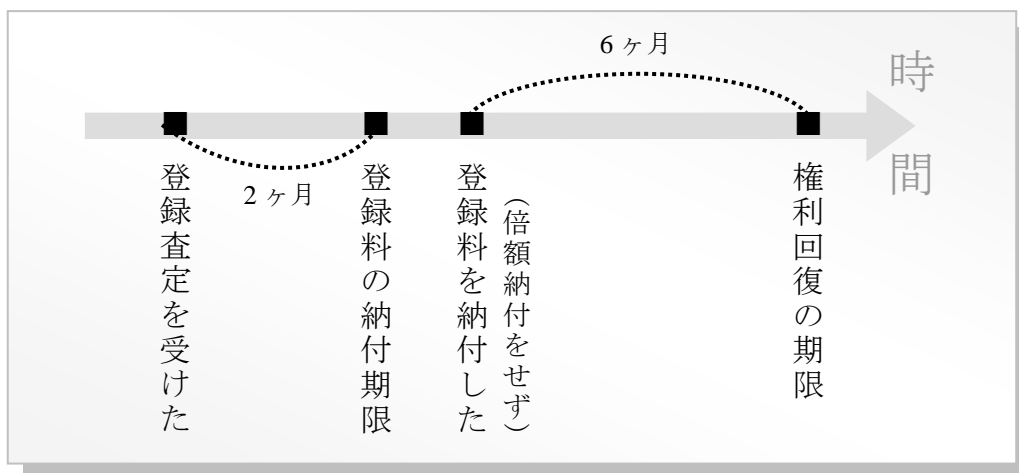 6 ヶ月
時間
2 ヶ月
登録査定を受けた
登録料の納付期限
登録料を納付した
（倍額納付をせず）
権利回復の期限